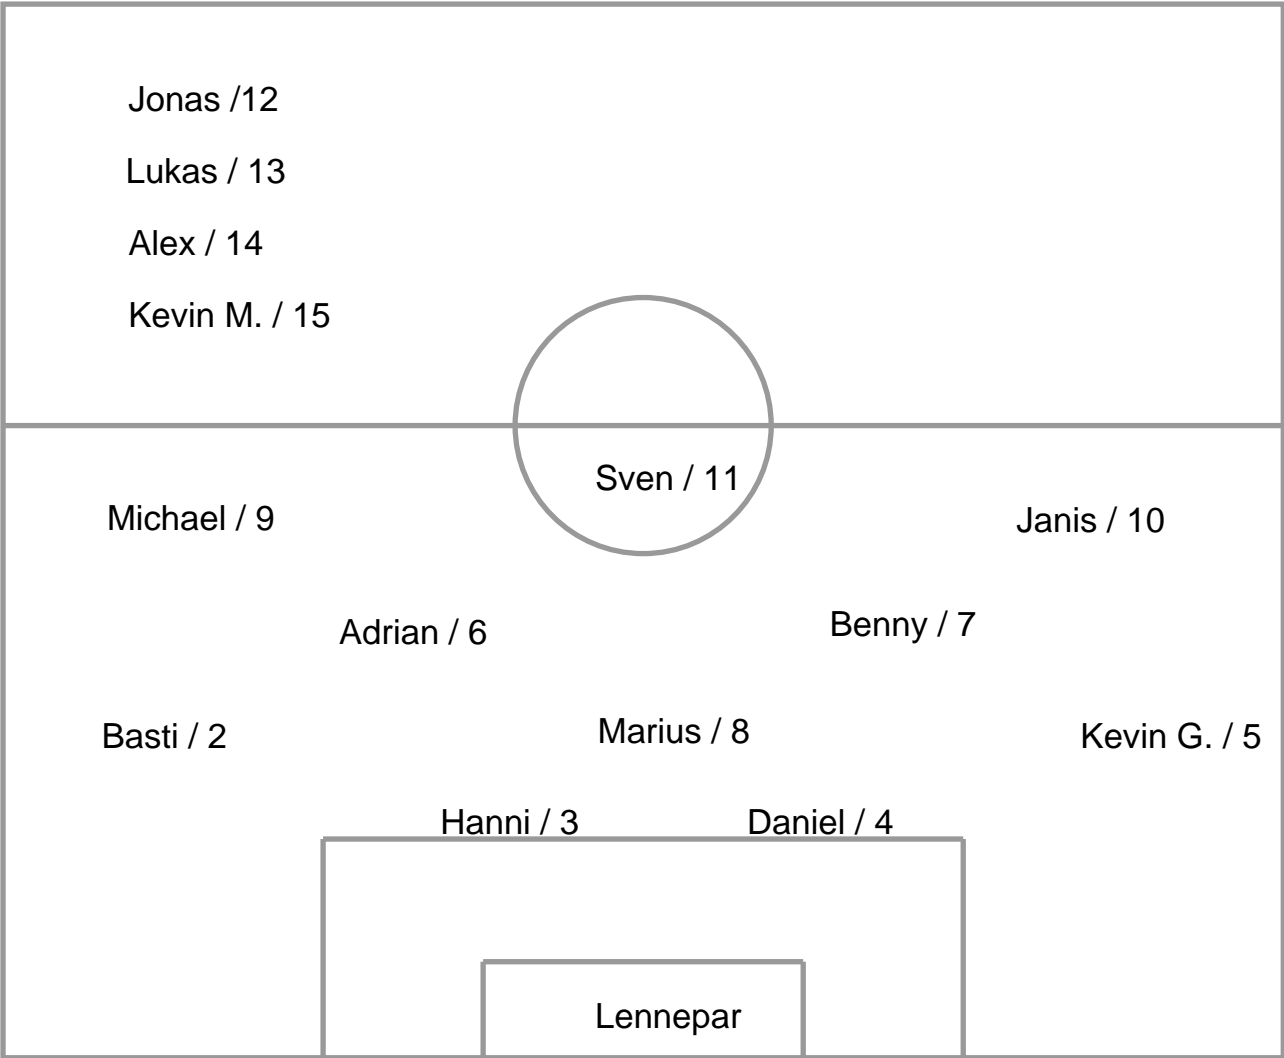 Jonas /12
Lukas / 13
Alex / 14
Kevin M. / 15
Sven / 11
Michael / 9
Janis / 10
Adrian / 6
Benny / 7
Basti / 2
Marius / 8
Kevin G. / 5
Hanni / 3
Daniel / 4
Lennepar